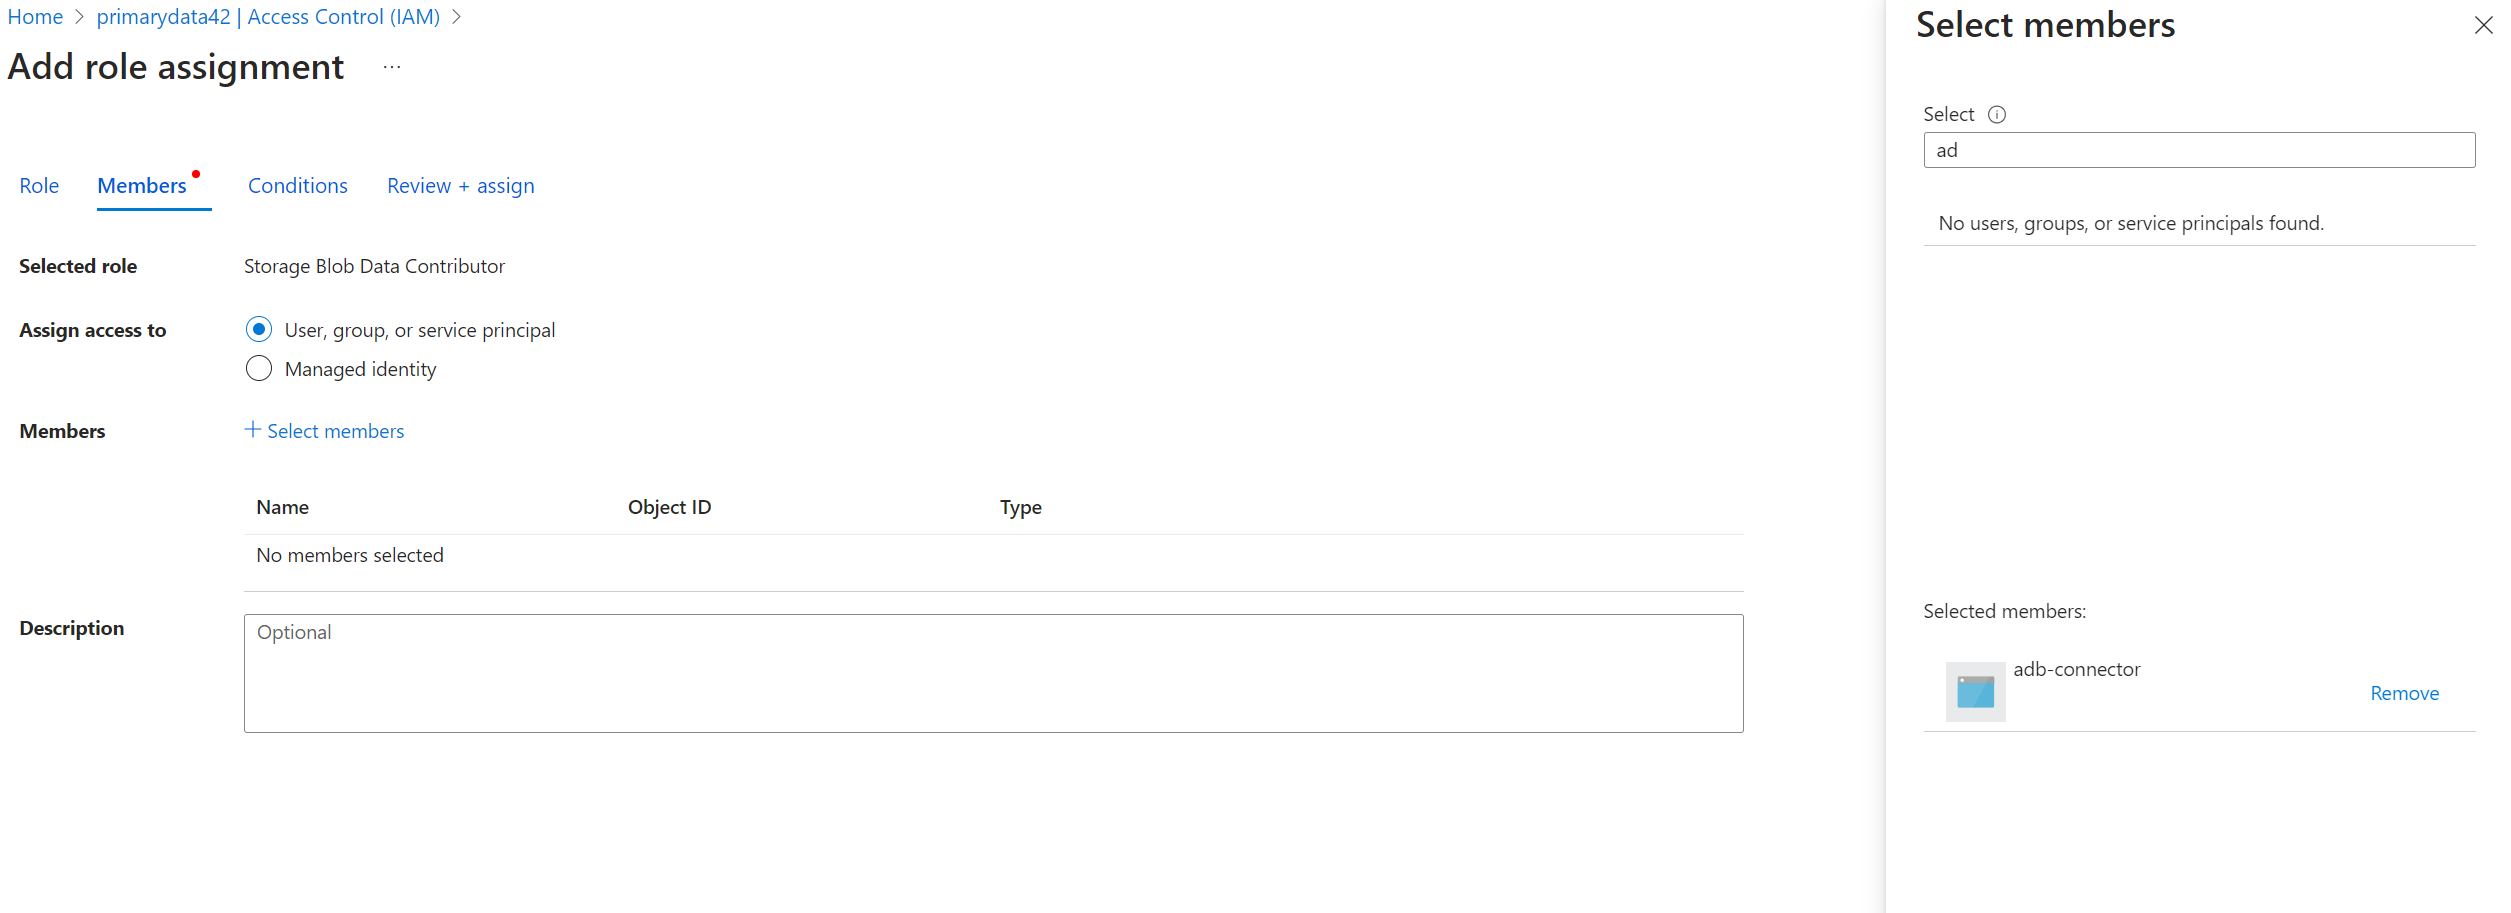 Home > primarydata42 | Access Control (IAM) >
Add role assignment ...
Role Members Conditions Review + assign
Selected role Storage Blob Data Contributor
Assign access to User, group, or service principal
Managed identity
Members + Select members
Name Object ID Type
No members selected
Description Optional
Select members
Select
ad
No users, groups, or service principals found.
Selected members:
adb-connector
Remove